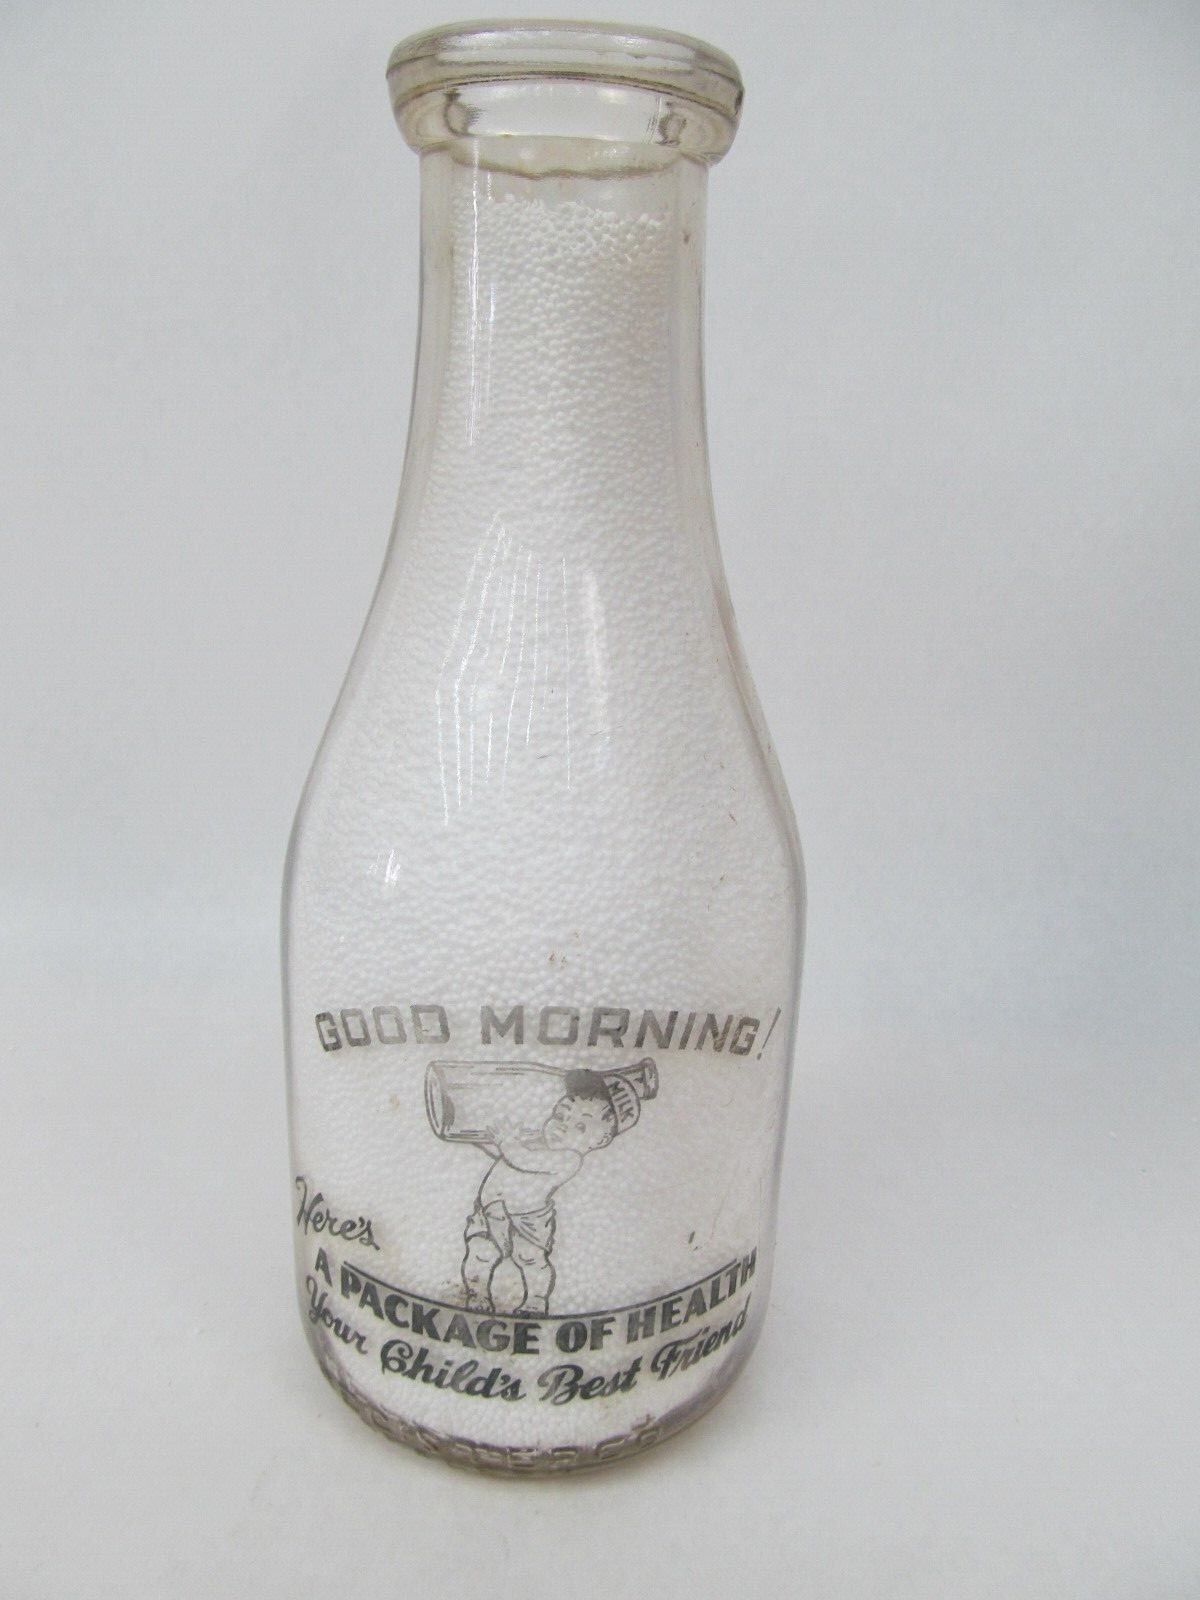 GOOD MORNING!
MILK
Here's
A PACKAGE OF HEALTH
Your Child's Best Friend